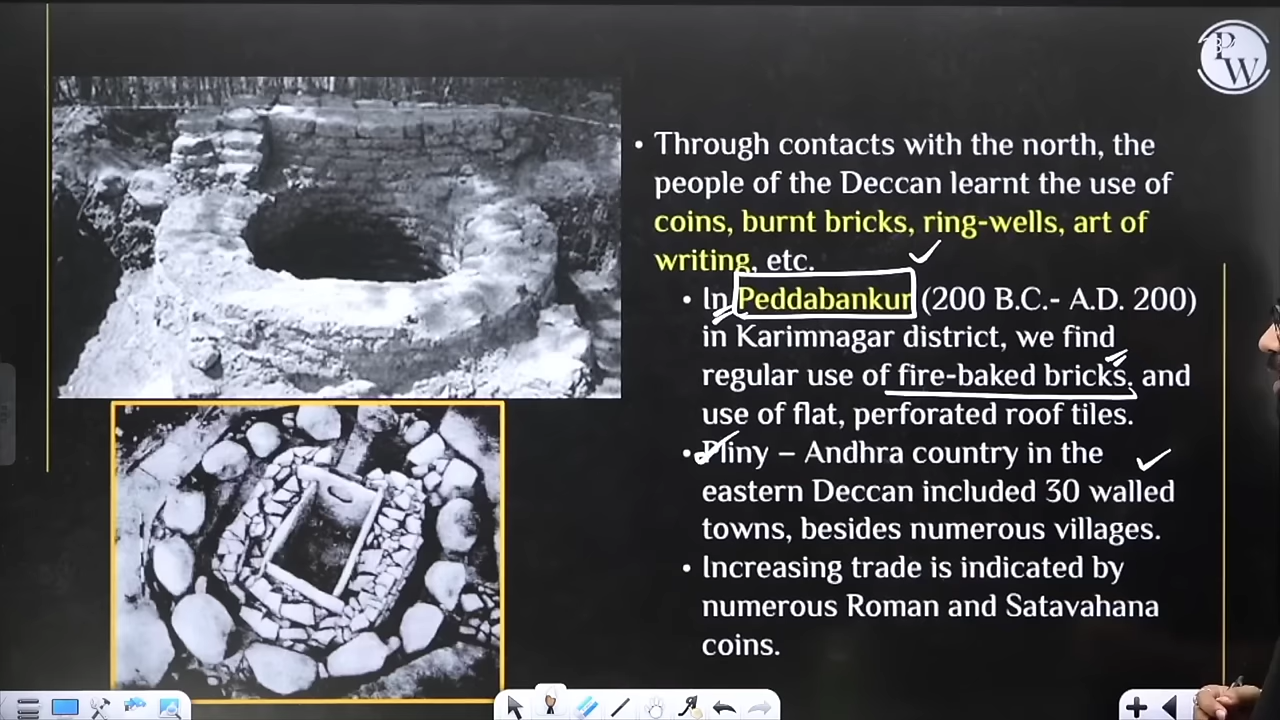 PW
• Through contacts with the north, the
people of the Deccan learnt the use of
coins, burnt bricks, ring-wells, art of
writing, etc.
• In Peddabankur (200 B.C.- A.D. 200)
in Karimnagar district, we find
regular use of fire-baked bricks, and
use of flat, perforated roof tiles.
• Pliny – Andhra country in the
eastern Deccan included 30 walled
towns, besides numerous villages.
• Increasing trade is indicated by
numerous Roman and Satavahana
coins.